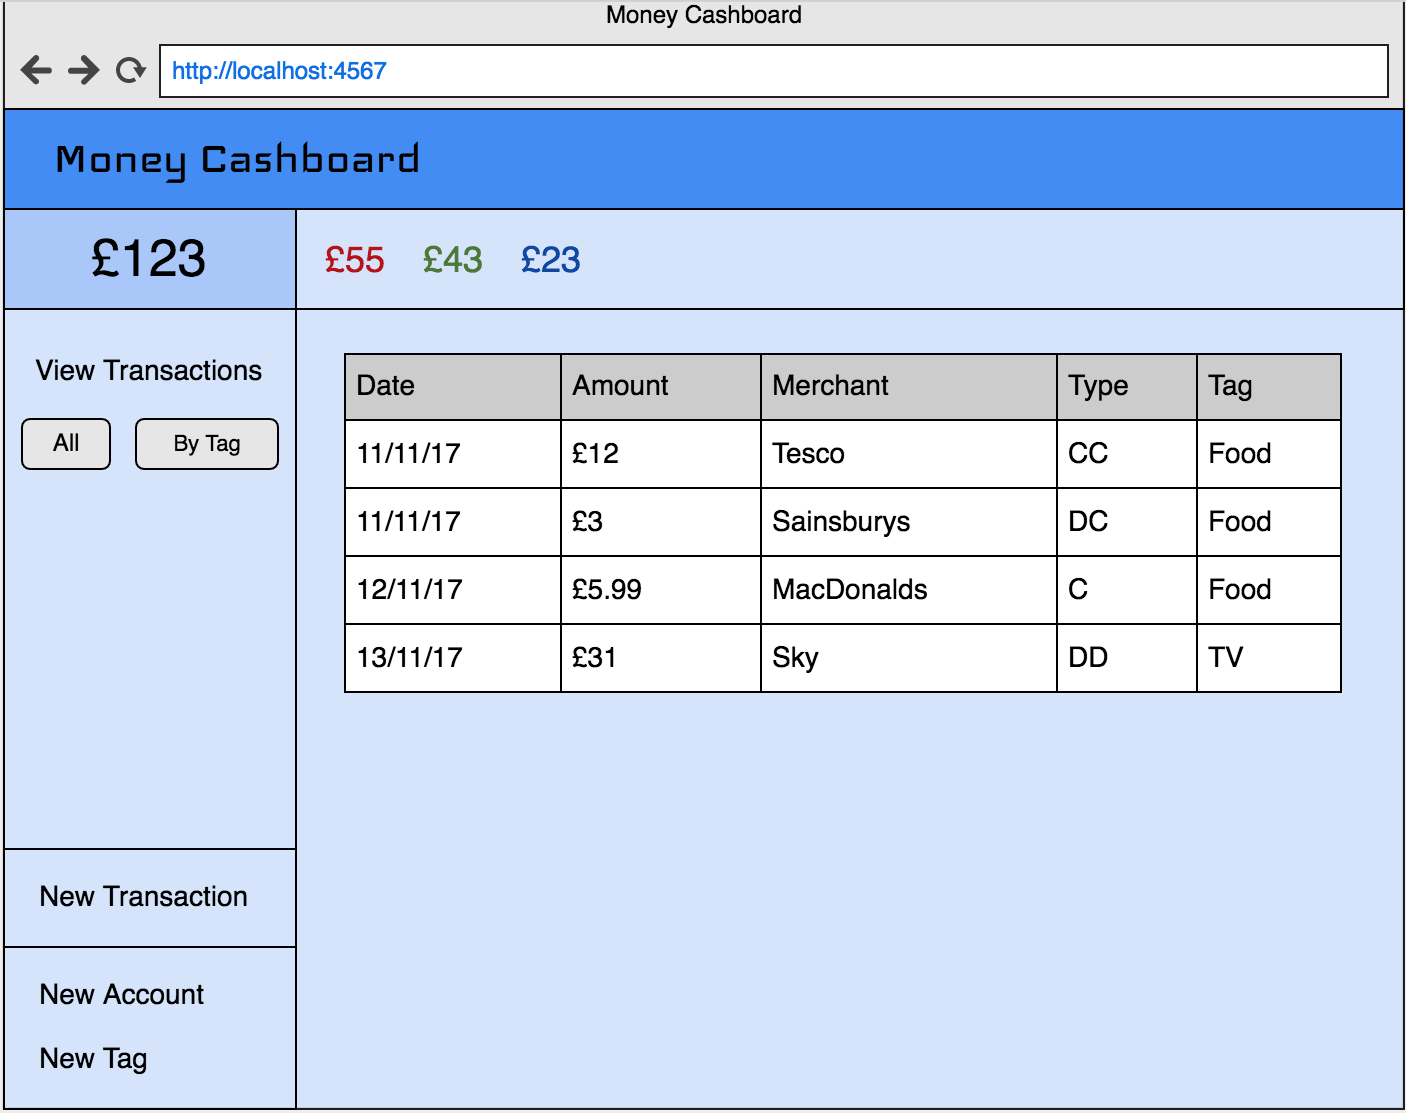 Money Cashboard
http://localhost:4567
Money Cashboard
£123 £55 £43 £23
View Transactions
All By Tag
Date Amount Merchant Type Tag
11/11/17 £12 Tesco CC Food
11/11/17 £3 Sainsburys DC Food
12/11/17 £5.99 MacDonalds C Food
13/11/17 £31 Sky DD TV
New Transaction
New Account
New Tag